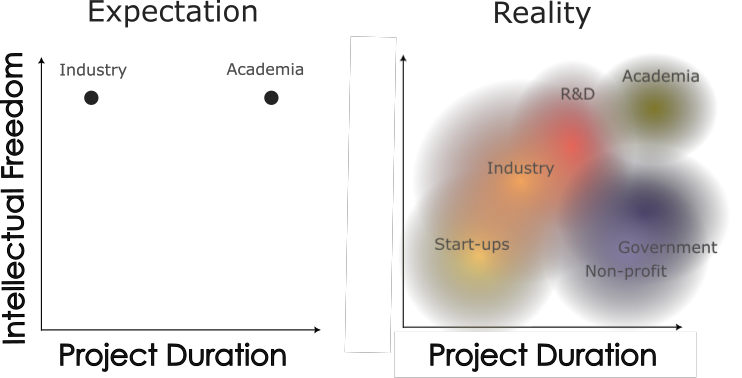 Expectation
Reality
Intellectual Freedom
Industry
Academia
Project Duration
Academia
R&D
Industry
Start-ups
Government
Non-profit
Project Duration